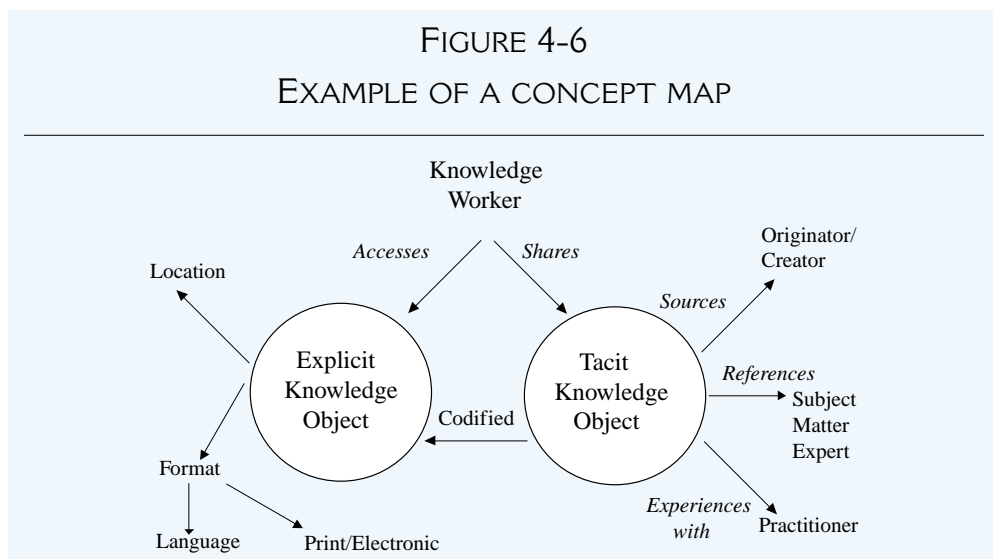 FIGURE 4-6
EXAMPLE OF A CONCEPT MAP
Knowledge
Worker
Accesses
Shares
Originator/
Creator
Location
Sources
Explicit
Knowledge
Object
Tacit
Knowledge
Object
References
Subject
Matter
Expert
Codified
Format
Experiences
with
Practitioner
Language
Print/Electronic